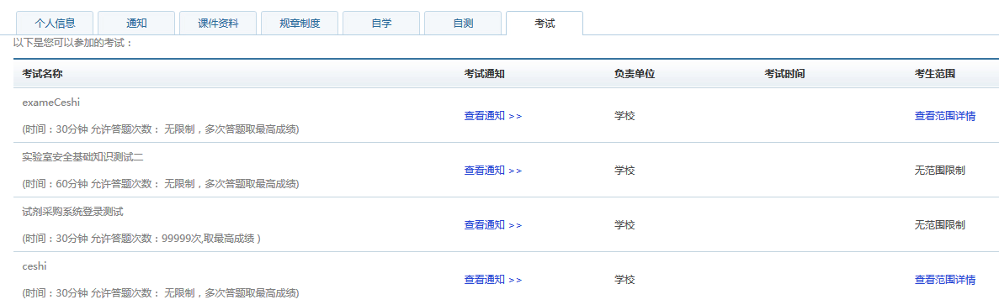 个人信息 通知 课件资料 规章制度 自学 自测 考试
以下是您可以参加的考试：
考试名称 考试通知 负责单位 考试时间 考生范围
exameCeshi
查看通知 >> 学校 查看范围详情
(时间：30分钟 允许答题次数： 无限制，多次答题取最高成绩)
实验室安全基础知识测试二
查看通知 >> 学校 无范围限制
(时间：60分钟 允许答题次数： 无限制，多次答题取最高成绩)
试剂采购系统登录测试
查看通知 >> 学校 无范围限制
(时间：30分钟 允许答题次数：99999次,取最高成绩 )
ceshi
查看通知 >> 学校 查看范围详情
(时间：30分钟 允许答题次数： 无限制，多次答题取最高成绩)